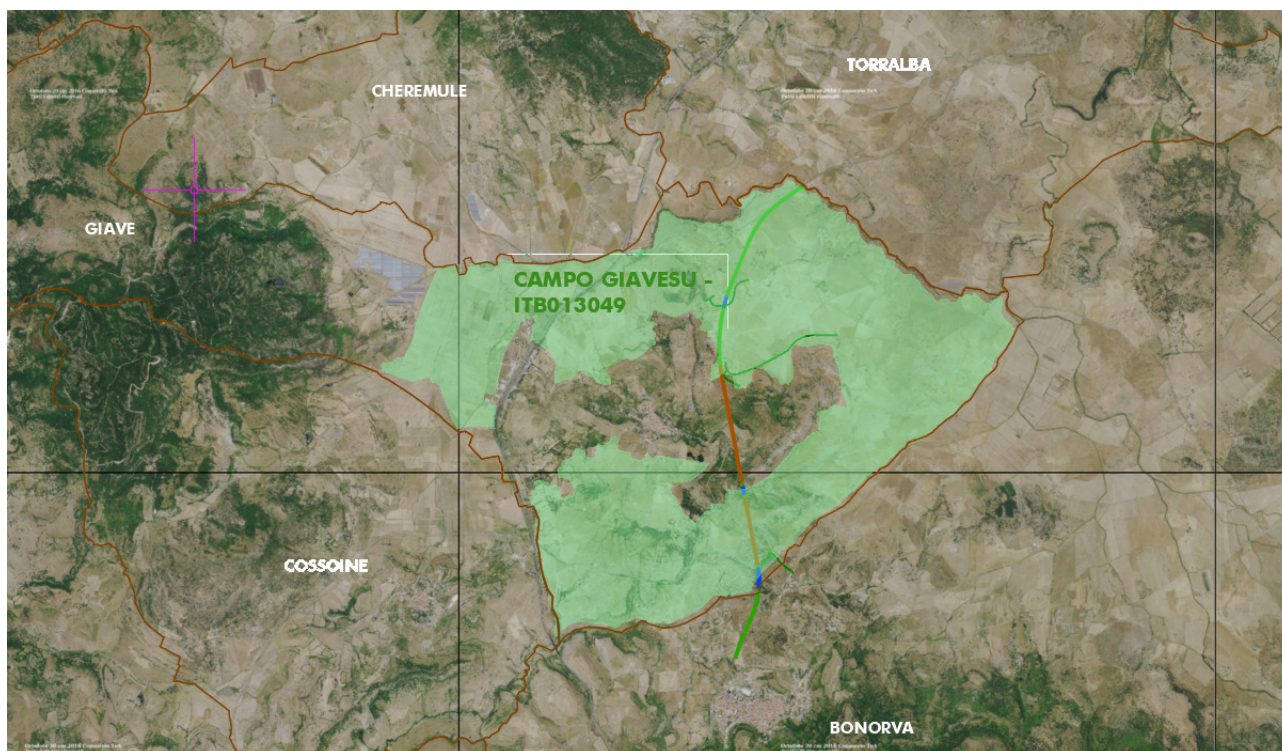 TORRALBA
CHEREMULE
GIAVE
CAMPO GIAVESU -
ITB013049
COSSOINE
BONORVA